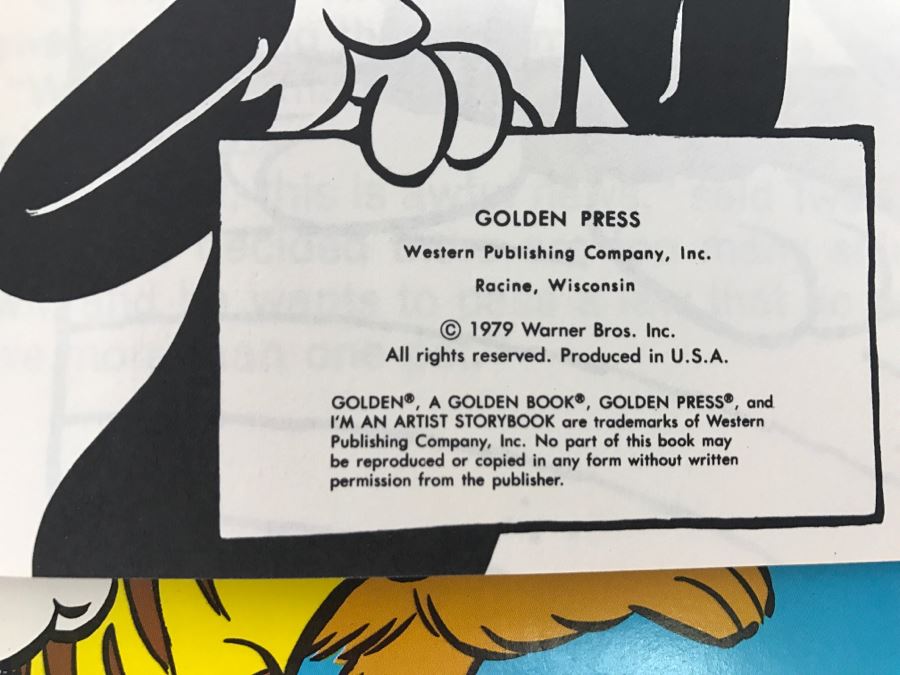 GOLDEN PRESS
Western Publishing Company, Inc.
Racine, Wisconsin
© 1979 Warner Bros. Inc.
All rights reserved. Produced in U.S.A.
GOLDEN®, A GOLDEN BOOK®, GOLDEN PRESS®, and
I'M AN ARTIST STORYBOOK are trademarks of Western
Publishing Company, Inc. No part of this book may
be reproduced or copied in any form without written
permission from the publisher.